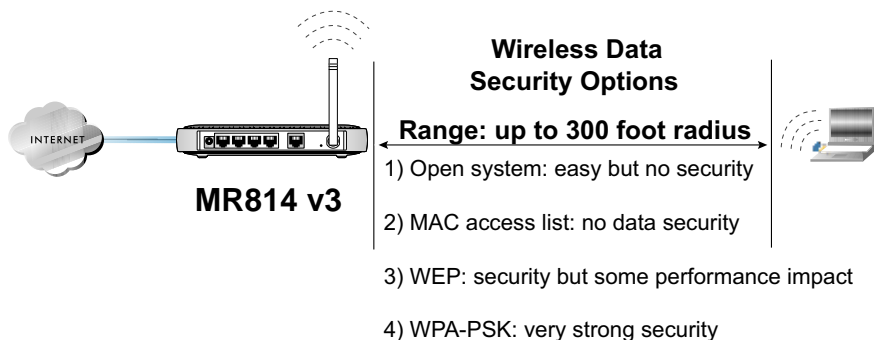 Wireless Data
Security Options
INTERNET
Range: up to 300 foot radius
MR814 v3
1) Open system: easy but no security
2) MAC access list: no data security
3) WEP: security but some performance impact
4) WPA-PSK: very strong security